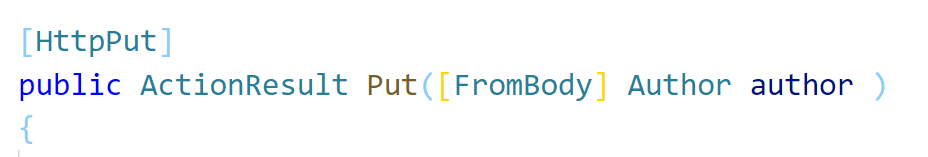 [HttpPut]
public ActionResult Put([FromBody] Author author )
{